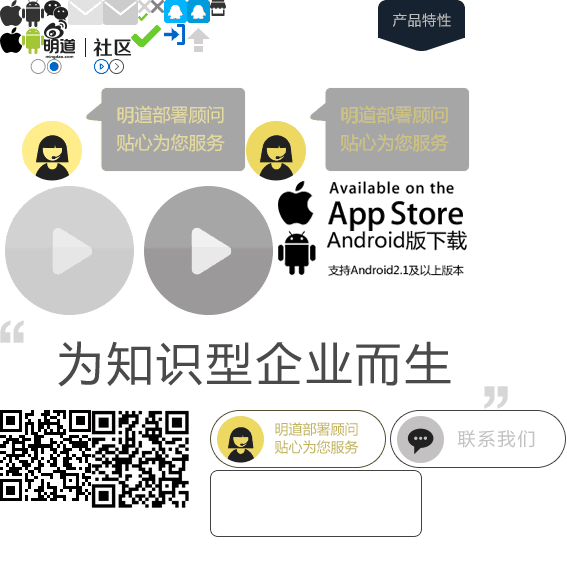 产品特性
明道
mingdao.com
社区
明道部署顾问
贴心为您服务
明道部署顾问
贴心为您服务
Available on the
App Store
Android版下载
支持Android2.1及以上版本
“
为知识型企业而生
”
明道部署顾问
贴心为您服务
联系我们